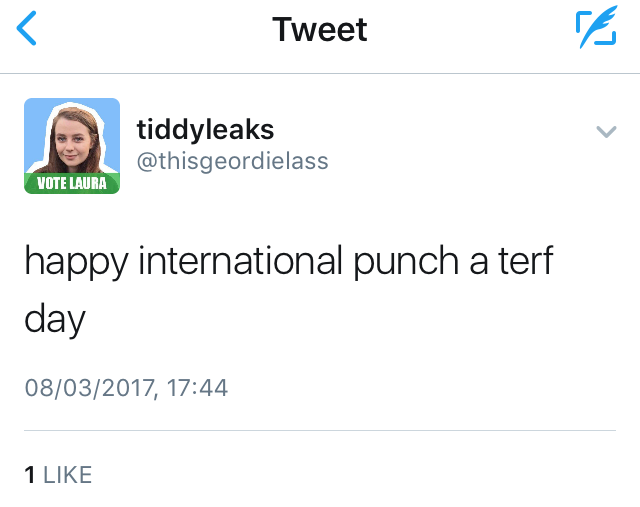 Tweet
VOTE LAURA
tiddyleaks
@thisgeordielass
happy international punch a terf
day
08/03/2017, 17:44
1 LIKE